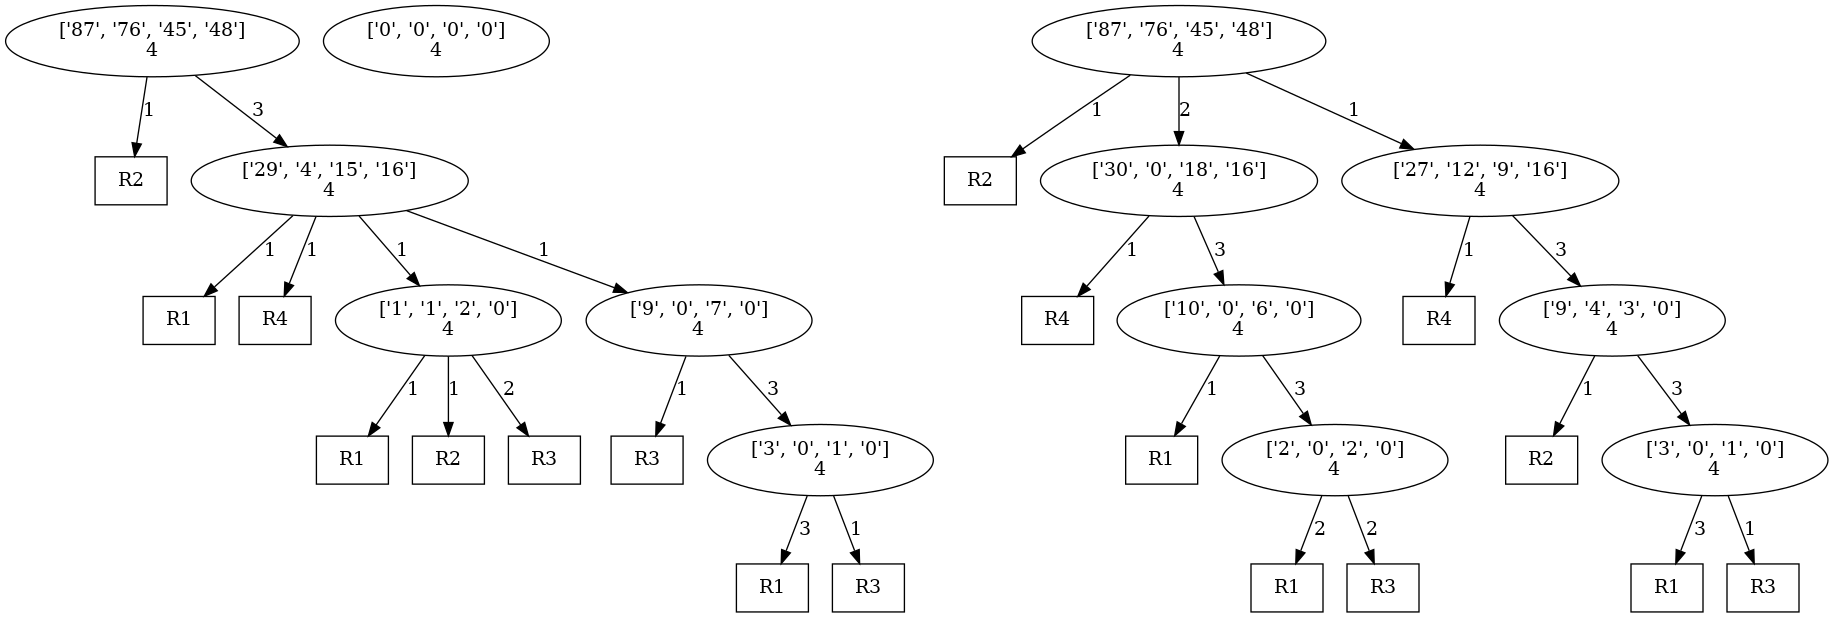 ['87', '76', '45', '48']
4
['0', '0', '0', '0']
4
['87', '76', '45', '48']
4
1
3
1
2
1
R2
['29', '4', '15', '16']
4
R2
['30', '0', '18', '16']
4
['27', '12', '9', '16']
4
1
1
1
1
1
3
1
3
R1
R4
['1', '1', '2', '0']
4
['9', '0', '7', '0']
4
R4
['10', '0', '6', '0']
4
R4
['9', '4', '3', '0']
4
1
1
2
1
3
1
3
1
3
R1
R2
R3
R3
['3', '0', '1', '0']
4
R1
['2', '0', '2', '0']
4
R2
['3', '0', '1', '0']
4
3
1
2
2
3
1
R1
R3
R1
R3
R1
R3